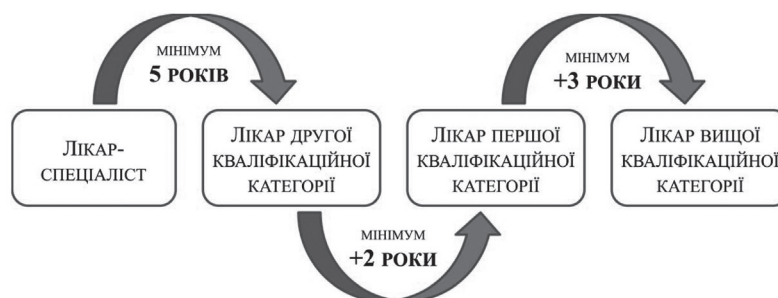 МІНІМУМ
5 РОКІВ
МІНІМУМ
+3 РОКИ
ЛІКАР-
СПЕЦІАЛІСТ
ЛІКАР ДРУГОЇ
КВАЛІФІКАЦІЙНОЇ
КАТЕГОРІЇ
ЛІКАР ПЕРШОЇ
КВАЛІФІКАЦІЙНОЇ
КАТЕГОРІЇ
ЛІКАР ВИЩОЇ
КВАЛІФІКАЦІЙНОЇ
КАТЕГОРІЇ
МІНІМУМ
+2 РОКИ